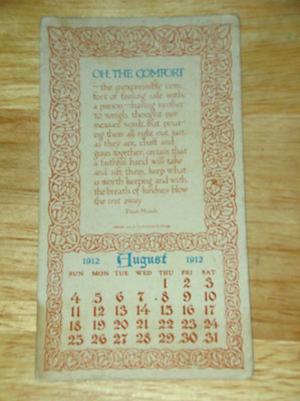 OH, THE COMFORT
—the inexpressible com-
fort of feeling safe with
a person—having neither
to weigh thought nor
measure words, but pour-
ing them all right out, just
as they are, chaff and
grain together, certain that
a faithful hand will take
and sift them, keep what
is worth keeping and with
the breath of kindness blow
the rest away.
1912 August 1912
SUN MON TUE WED THU FRI SAT
1 2 3
4 5 6 7 8 9 10
11 12 13 14 15 16 17
18 19 20 21 22 23 24
25 26 27 28 29 30 31